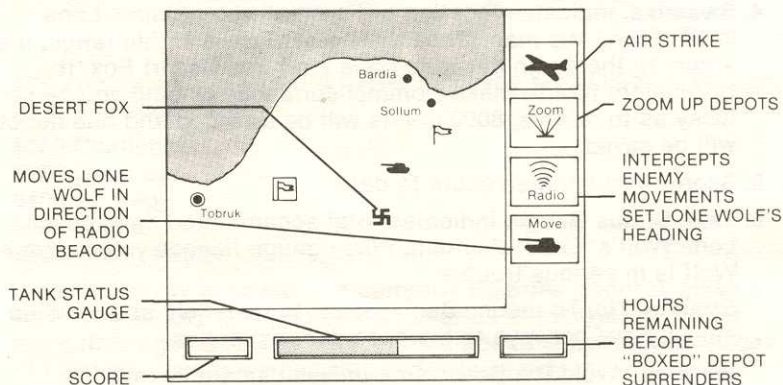 AIR STRIKE
Bardia
DESERT FOX
Sollum
Zoom
ZOOM UP DEPOTS
MOVES LONE
WOLF IN
DIRECTION
OF RADIO
BEACON
Tobruk
Radio
Move
INTERCEPTS
ENEMY
MOVEMENTS
SET LONE WOLF'S
HEADING
TANK STATUS
GAUGE
SCORE
HOURS
REMAINING
BEFORE
"BOXED" DEPOT
SURRENDERS